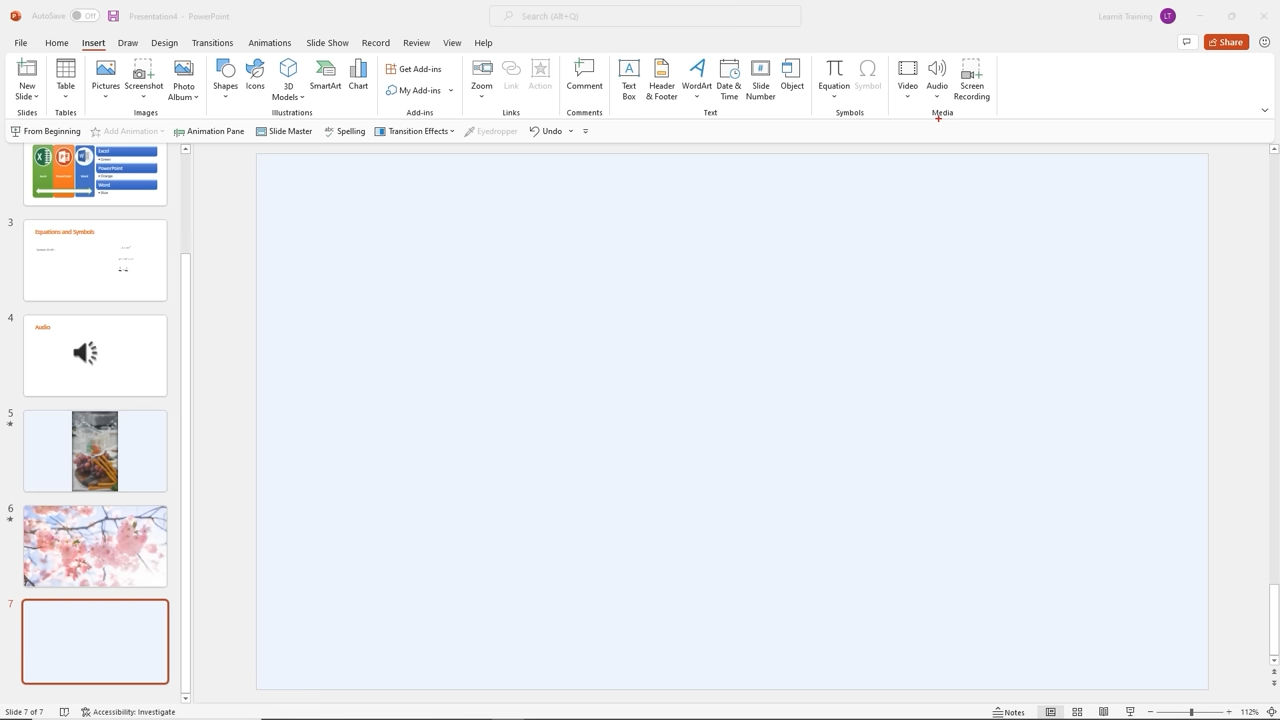 AutoSave Off Presentation4 - PowerPoint Search (Alt+Q) Learnit Training LT
File Home Insert Draw Design Transitions Animations Slide Show Record Review View Help Share
New Slide
Table
Pictures
Screenshot
Photo Album
Shapes
Icons
3D Models
SmartArt
Chart
Get Add-ins
My Add-ins
Zoom
Link
Action
Comment
Text Box
Header & Footer
WordArt
Date & Time
Slide Number
Object
Equation
Symbol
Video
Audio
Screen Recording
Slides Tables Images Illustrations Add-ins Links Comments Text Symbols Media
From Beginning Add Animation Animation Pane Slide Master Spelling Transition Effects Eyedropper Undo
Excel
• Green
PowerPoint
• Orange
Word
• Blue
3
Equations and Symbols
4
Audio
5
6
7
Slide 7 of 7 Accessibility: Investigate Notes 112%